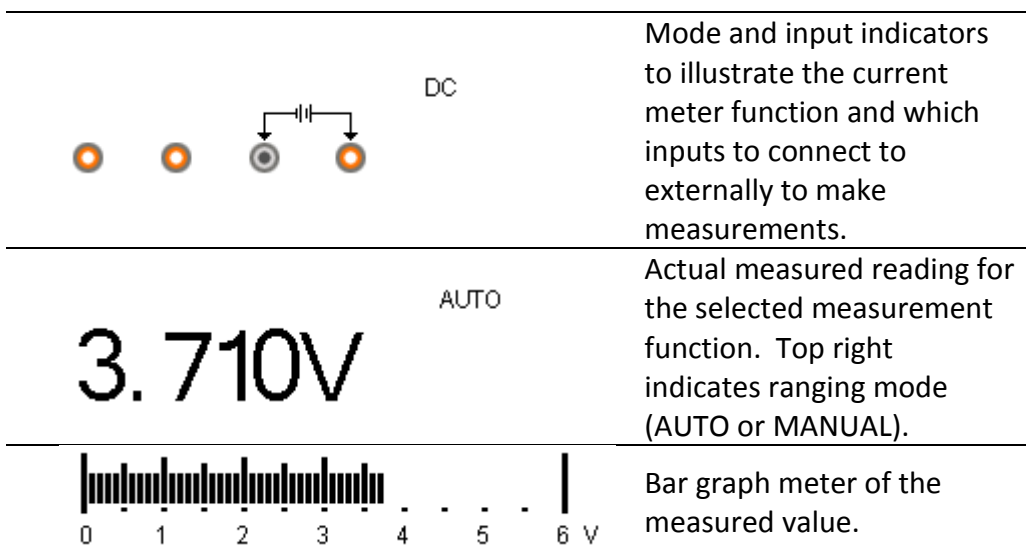 DC
Mode and input indicators
to illustrate the current
meter function and which
inputs to connect to
externally to make
measurements.
AUTO
3.710V
Actual measured reading for
the selected measurement
function.  Top right
indicates ranging mode
(AUTO or MANUAL).
0 1 2 3 4 5 6 V
Bar graph meter of the
measured value.